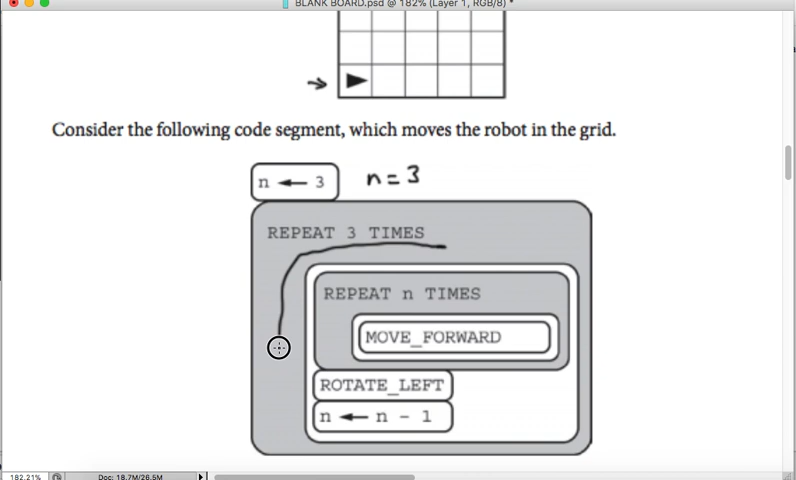 BLANK BOARD.psd @ 182% (Layer 1, RGB/8) *
Consider the following code segment, which moves the robot in the grid.
n ← 3 n = 3
REPEAT 3 TIMES
REPEAT n TIMES
MOVE_FORWARD
ROTATE_LEFT
n ← n - 1
182.21% Doc: 18.7M/26.5M